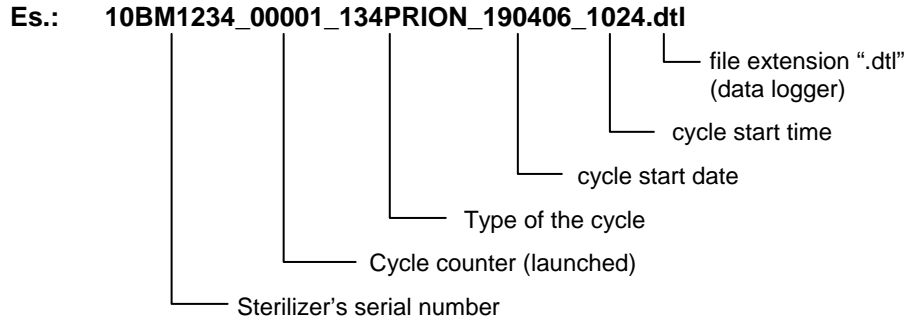 Es.: 10BM1234_00001_134PRION_190406_1024.dtl
file extension “.dtl”
(data logger)
cycle start time
cycle start date
Type of the cycle
Cycle counter (launched)
Sterilizer’s serial number